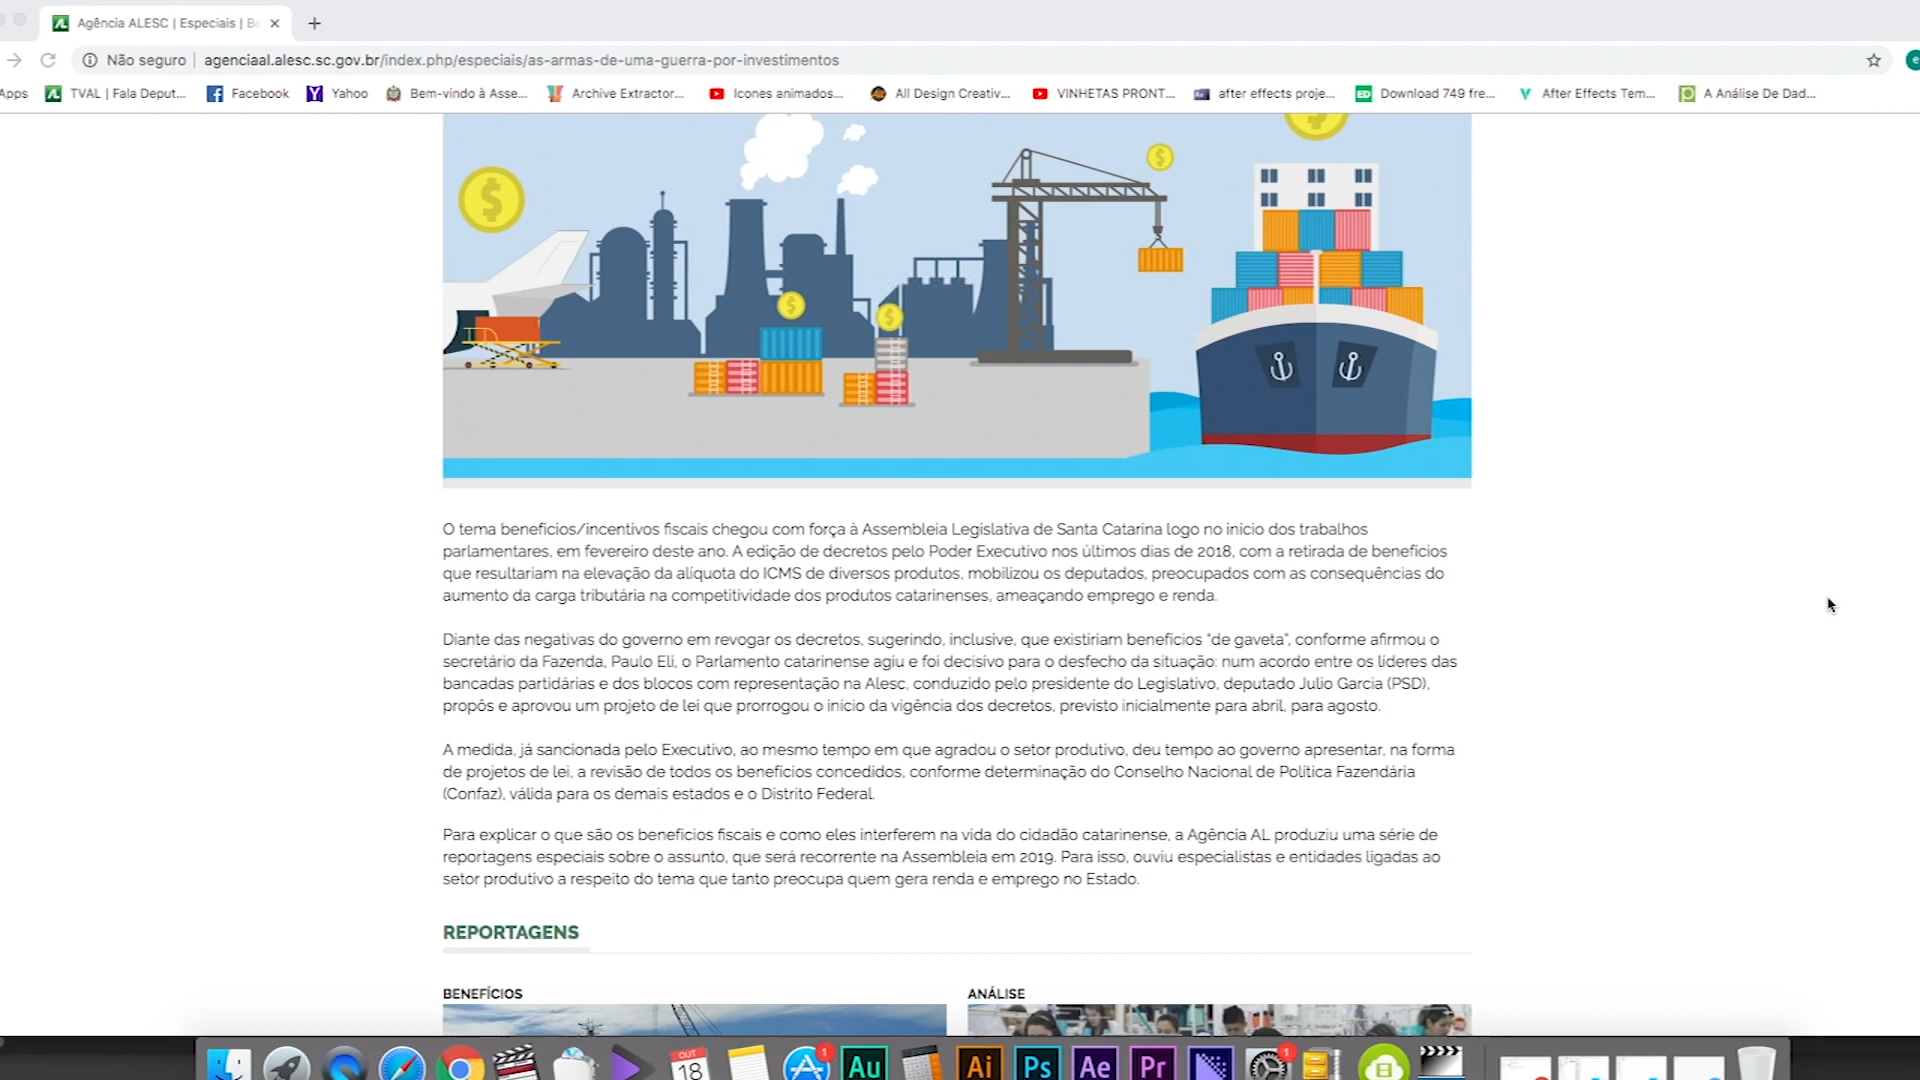 Agência ALESC | Especiais | Be
Não seguro
agenciaal.alesc.sc.gov.br/index.php/especiais/as-armas-de-uma-guerra-por-investimentos
Apps TVAL | Fala Deput... Facebook Yahoo Bem-vindo à Asse... Archive Extractor... Icones animados... All Design Creativ... VINHETAS PRONT... after effects proje... Download 749 fre... After Effects Tem... A Análise De Dad...
O tema benefícios/incentivos fiscais chegou com força à Assembleia Legislativa de Santa Catarina logo no início dos trabalhos
parlamentares, em fevereiro deste ano. A edição de decretos pelo Poder Executivo nos últimos dias de 2018, com a retirada de benefícios
que resultariam na elevação da alíquota do ICMS de diversos produtos, mobilizou os deputados, preocupados com as consequências do
aumento da carga tributária na competitividade dos produtos catarinenses, ameaçando emprego e renda.
Diante das negativas do governo em revogar os decretos, sugerindo, inclusive, que existiriam benefícios "de gaveta", conforme afirmou o
secretário da Fazenda, Paulo Eli, o Parlamento catarinense agiu e foi decisivo para o desfecho da situação: num acordo entre os líderes das
bancadas partidárias e dos blocos com representação na Alesc, conduzido pelo presidente do Legislativo, deputado Julio Garcia (PSD),
propôs e aprovou um projeto de lei que prorrogou o início da vigência dos decretos, previsto inicialmente para abril, para agosto.
A medida, já sancionada pelo Executivo, ao mesmo tempo em que agradou o setor produtivo, deu tempo ao governo apresentar, na forma
de projetos de lei, a revisão de todos os benefícios concedidos, conforme determinação do Conselho Nacional de Política Fazendária
(Confaz), válida para os demais estados e o Distrito Federal.
Para explicar o que são os benefícios fiscais e como eles interferem na vida do cidadão catarinense, a Agência AL produziu uma série de
reportagens especiais sobre o assunto, que será recorrente na Assembleia em 2019. Para isso, ouviu especialistas e entidades ligadas ao
setor produtivo a respeito do tema que tanto preocupa quem gera renda e emprego no Estado.
REPORTAGENS
BENEFÍCIOS
ANÁLISE
OUT
18
1
Au
Ai
Ps
Ae
Pr
1